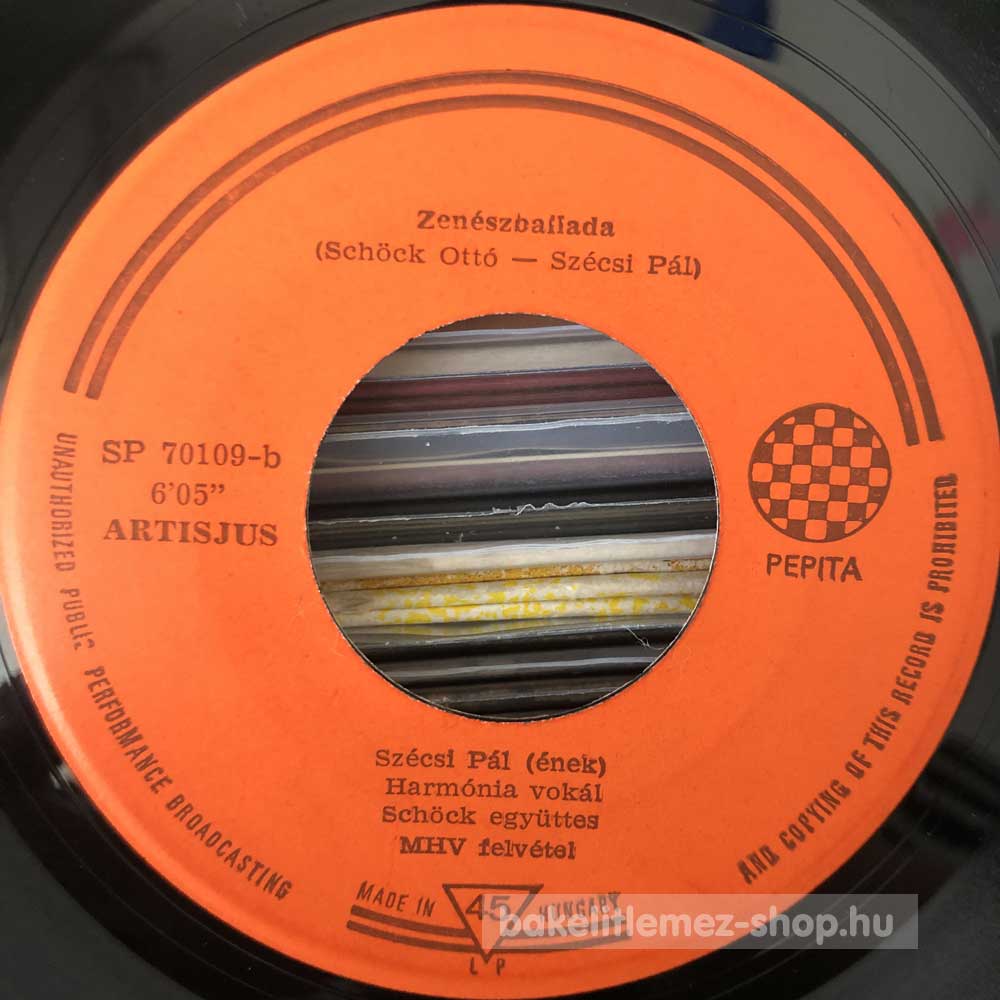 Zenészballada
(Schöck Ottó — Szécsi Pál)
SP 70109-b
6'05”
ARTISJUS
PEPITA
Szécsi Pál (ének)
Harmónia vokál
Schöck együttes
MHV felvétel
UNAUTHORIZED PUBLIC PERFORMANCE BROADCASTING
AND COPYING OF THIS RECORD IS PROHIBITED
MADE IN 45 HUNGARY
LP
bakelitlemez-shop.hu